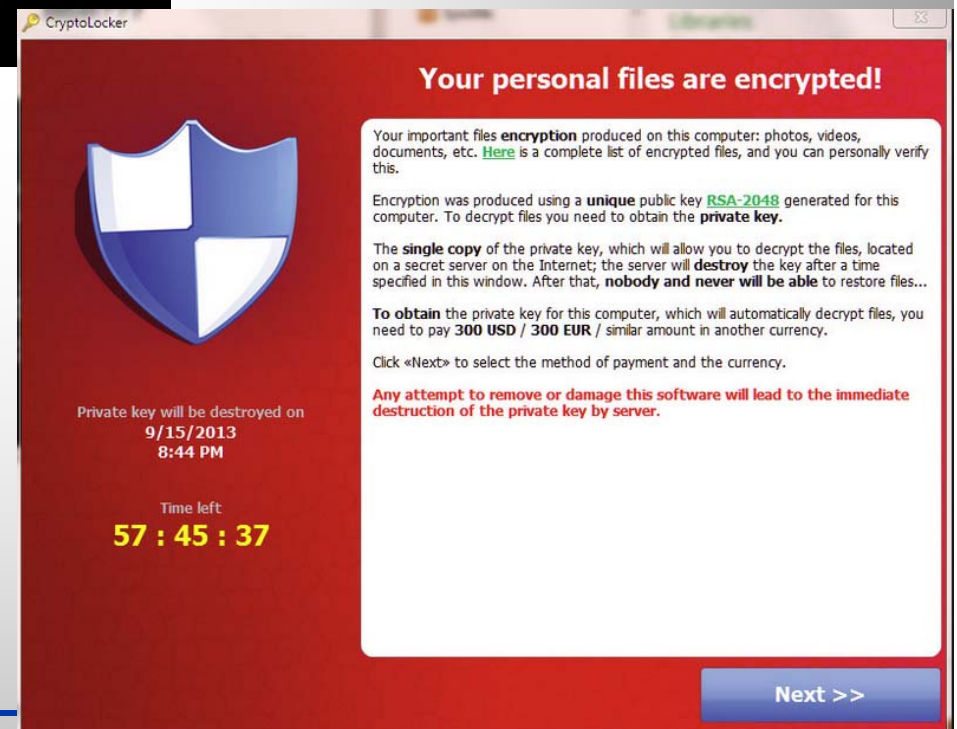 CryptoLocker
Libraries
Your personal files are encrypted!
Your important files encryption produced on this computer: photos, videos,
documents, etc. Here is a complete list of encrypted files, and you can personally verify
this.
Encryption was produced using a unique public key RSA-2048 generated for this
computer. To decrypt files you need to obtain the private key.
The single copy of the private key, which will allow you to decrypt the files, located
on a secret server on the Internet; the server will destroy the key after a time
specified in this window. After that, nobody and never will be able to restore files...
To obtain the private key for this computer, which will automatically decrypt files, you
need to pay 300 USD / 300 EUR / similar amount in another currency.
Click «Next» to select the method of payment and the currency.
Any attempt to remove or damage this software will lead to the immediate
destruction of the private key by server.
Private key will be destroyed on
9/15/2013
8:44 PM
Time left
57 : 45 : 37
Next >>